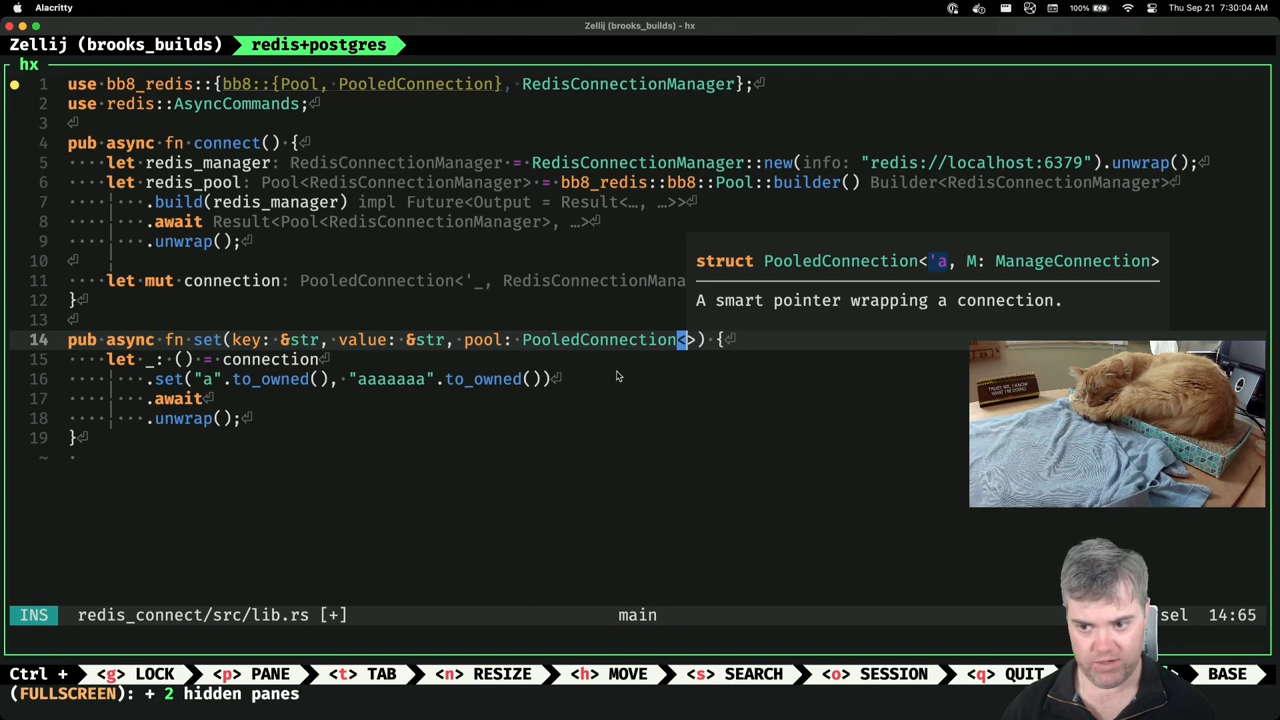 Alacritty 100% Thu Sep 21 7:30:04 AM
Zellij (brooks_builds) - hx
Zellij (brooks_builds) redis+postgres
hx
1 use bb8_redis::{bb8::{Pool, PooledConnection}, RedisConnectionManager};
2 use redis::AsyncCommands;
3
4 pub async fn connect() {
5 let redis_manager: RedisConnectionManager = RedisConnectionManager::new(info: "redis://localhost:6379").unwrap();
6 let redis_pool: Pool<RedisConnectionManager> = bb8_redis::bb8::Pool::builder() Builder<RedisConnectionManager>
7 .build(redis_manager) impl Future<Output = Result<…, …>>
8 .await Result<Pool<RedisConnectionManager>, …>
9 .unwrap();
10
struct PooledConnection<'a, M: ManageConnection>
11 let mut connection: PooledConnection<'_, RedisConnectionMana
A smart pointer wrapping a connection.
12 }
13
14 pub async fn set(key: &str, value: &str, pool: PooledConnection<>) {
15 let _: () = connection
16 .set("a".to_owned(), "aaaaaaa".to_owned())
17 .await
18 .unwrap();
19 }
~
TRUST ME, I KNOW
WHAT I'M DOING!
INS redis_connect/src/lib.rs [+] main sel 14:65
Ctrl + <g> LOCK <p> PANE <t> TAB <n> RESIZE <h> MOVE <s> SEARCH <o> SESSION <q> QUIT BASE
(FULLSCREEN): + 2 hidden panes